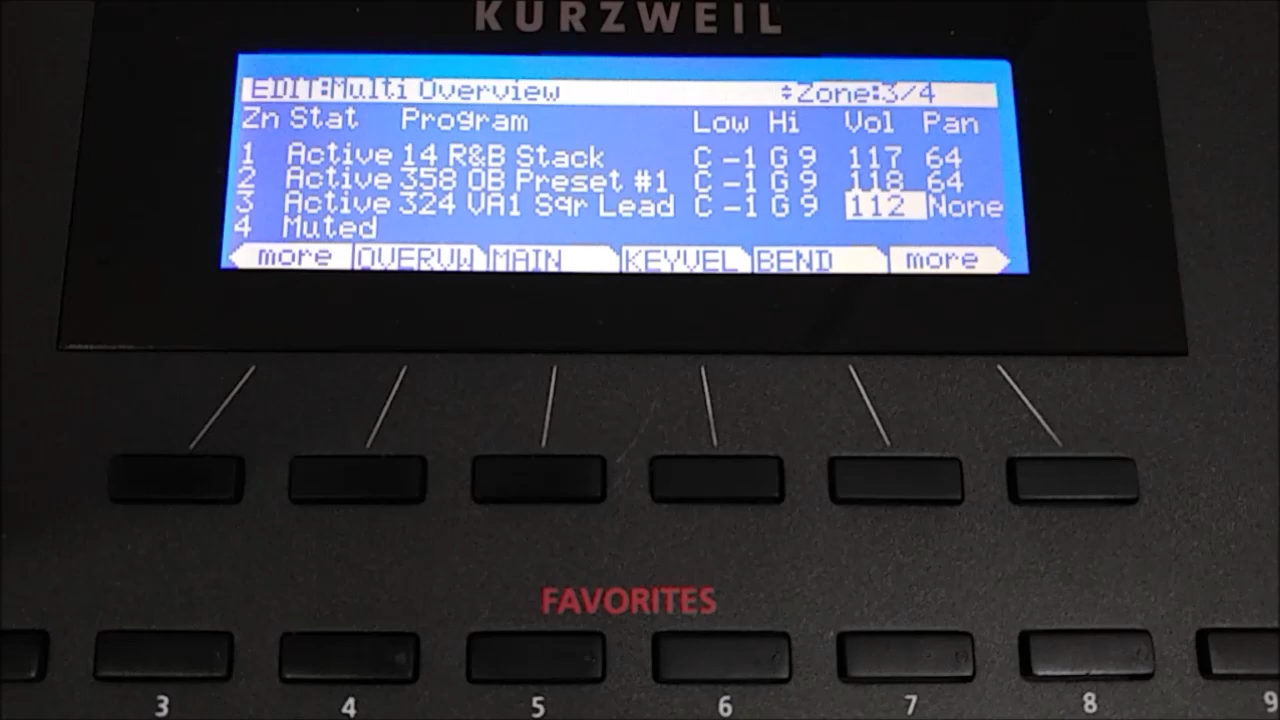 KURZWEIL
EDIT:Multi Overview ÷Zone:3/4
Zn Stat Program Low Hi Vol Pan
1 Active 14 R&B Stack C -1 G 9 117 64
2 Active 358 OB Preset #1 C -1 G 9 118 64
3 Active 324 VA1 Sqr Lead C -1 G 9 112 None
4 Muted
more OVERVW MAIN KEYVEL BEND more
FAVORITES
3 4 5 6 7 8 9